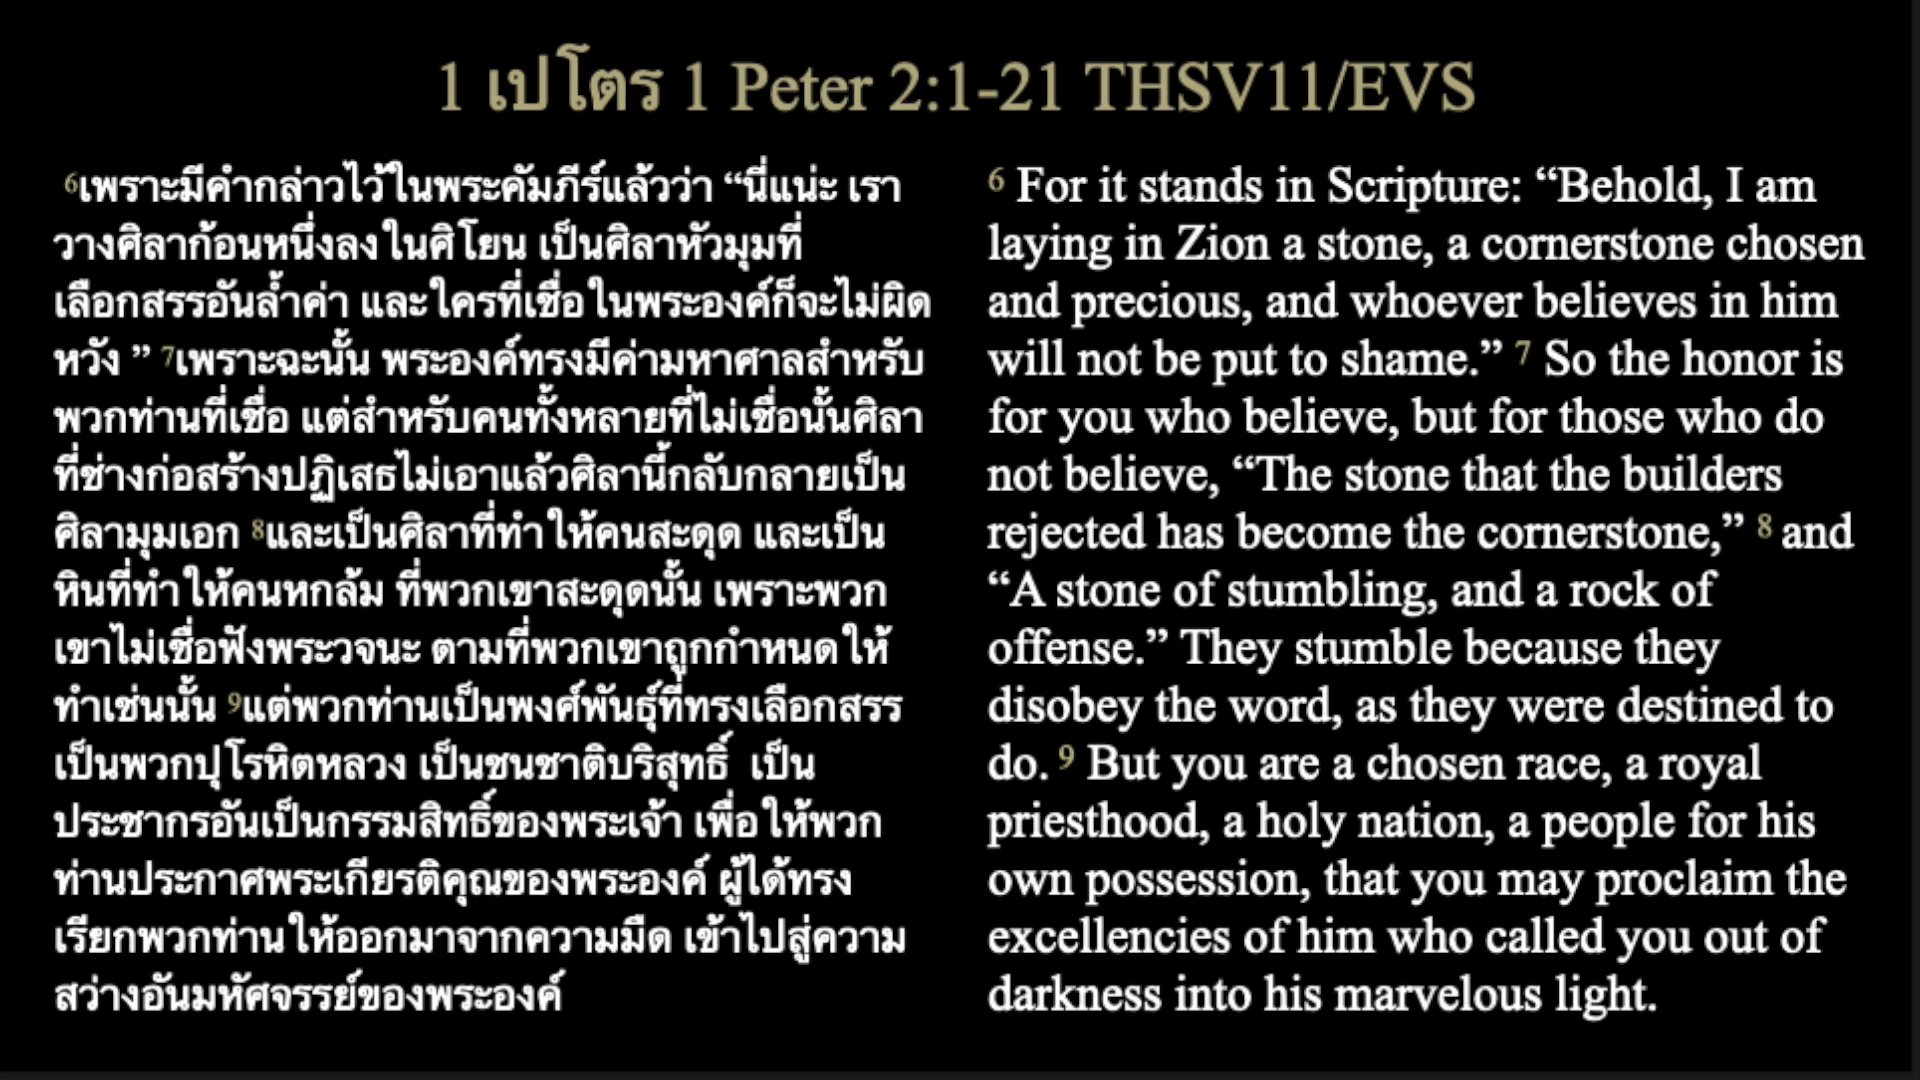 1 เปโตร 1 Peter 2:1-21 THSV11/EVS
6เพราะมีคำกล่าวไว้ในพระคัมภีร์แล้วว่า “นี่แน่ะ เรา
วางศิลาก้อนหนึ่งลงในศิโยน เป็นศิลาหัวมุมที่
เลือกสรรอันล้ำค่า และใครที่เชื่อในพระองค์ก็จะไม่ผิด
หวัง ” 7เพราะฉะนั้น พระองค์ทรงมีค่ามหาศาลสำหรับ
พวกท่านที่เชื่อ แต่สำหรับคนทั้งหลายที่ไม่เชื่อนั้นศิลา
ที่ช่างก่อสร้างปฏิเสธไม่เอาแล้วศิลานี้กลับกลายเป็น
ศิลามุมเอก 8และเป็นศิลาที่ทำให้คนสะดุด และเป็น
หินที่ทำให้คนหกล้ม ที่พวกเขาสะดุดนั้น เพราะพวก
เขาไม่เชื่อฟังพระวจนะ ตามที่พวกเขาถูกกำหนดให้
ทำเช่นนั้น 9แต่พวกท่านเป็นพงศ์พันธุ์ที่ทรงเลือกสรร
เป็นพวกปุโรหิตหลวง เป็นชนชาติบริสุทธิ์ เป็น
ประชากรอันเป็นกรรมสิทธิ์ของพระเจ้า เพื่อให้พวก
ท่านประกาศพระเกียรติคุณของพระองค์ ผู้ได้ทรง
เรียกพวกท่านให้ออกมาจากความมืด เข้าไปสู่ความ
สว่างอันมหัศจรรย์ของพระองค์
6 For it stands in Scripture: “Behold, I am
laying in Zion a stone, a cornerstone chosen
and precious, and whoever believes in him
will not be put to shame.” 7 So the honor is
for you who believe, but for those who do
not believe, “The stone that the builders
rejected has become the cornerstone,” 8 and
“A stone of stumbling, and a rock of
offense.” They stumble because they
disobey the word, as they were destined to
do. 9 But you are a chosen race, a royal
priesthood, a holy nation, a people for his
own possession, that you may proclaim the
excellencies of him who called you out of
darkness into his marvelous light.